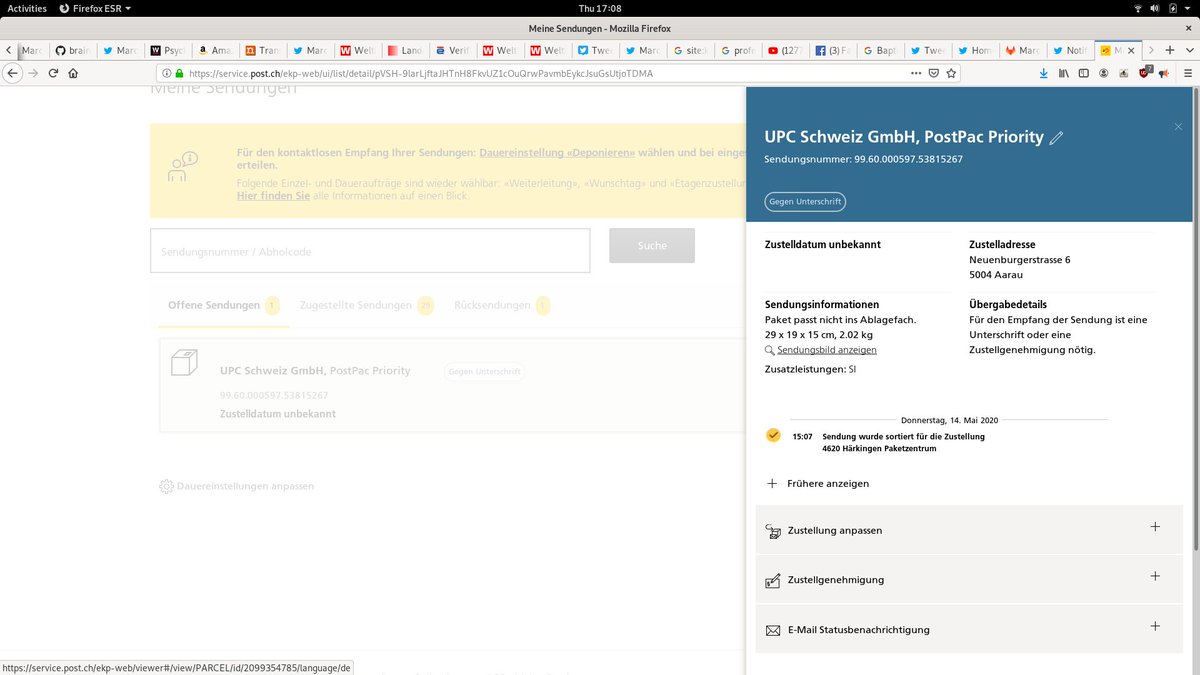 Activities
Firefox ESR
Thu 17:08
Meine Sendungen - Mozilla Firefox
Marc
brain
Marc
Psyc
Ama
Tran
Marc
Welt
Land
Verif
Welt
Welt
Twee
Marc
site:
profn
(127
(3) Fa
Bapt
Twee
Hom
Marc
Notif
M
https://service.post.ch/ekp-web/ui/list/detail/pVSH-9IarLjftaJHTnH8FkvUZ1cOuQrwPavmbEykcJsuGsUtjoTDMA
7
Meine Sendungen
Für den kontaktlosen Empfang Ihrer Sendungen: Dauereinstellung «Deponieren» wählen und bei einges
erteilen.
Folgende Einzel- und Daueraufträge sind wieder wählbar: «Weiterleitung», «Wunschtag» und «Etagenzustellu
Hier finden Sie alle Informationen auf einen Blick.
Sendungsnummer / Abholcode
Suche
Offene Sendungen 1
Zugestellte Sendungen
Rücksendungen 1
UPC Schweiz GmbH, PostPac Priority
Gegen Unterschrift
99.60.000597.53815267
Zustelldatum unbekannt
Dauereinstellungen anpassen
UPC Schweiz GmbH, PostPac Priority
Sendungsnummer: 99.60.000597.53815267
Gegen Unterschrift
Zustelldatum unbekannt
Zustelladresse
Neuenburgerstrasse 6
5004 Aarau
Sendungsinformationen
Paket passt nicht ins Ablagefach.
29 x 19 x 15 cm, 2.02 kg
Sendungsbild anzeigen
Zusatzleistungen: SI
Übergabedetails
Für den Empfang der Sendung ist eine
Unterschrift oder eine
Zustellgenehmigung nötig.
Donnerstag, 14. Mai 2020
15:07 Sendung wurde sortiert für die Zustellung
4620 Härkingen Paketzentrum
Frühere anzeigen
Zustellung anpassen
Zustellgenehmigung
E-Mail Statusbenachrichtigung
https://service.post.ch/ekp-web/viewer#/view/PARCEL/id/2099354785/language/de